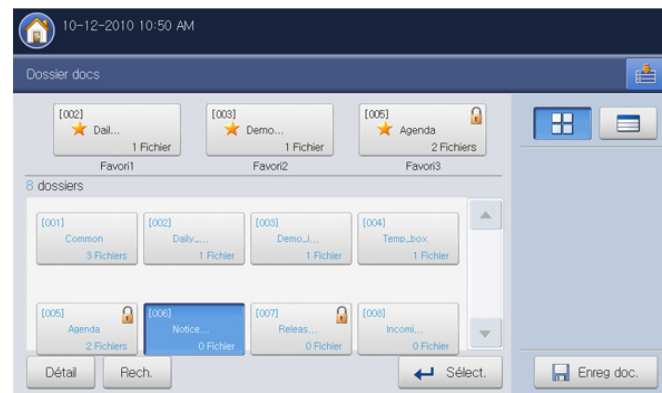 10-12-2010 10:50 AM
Dossier docs
[002]
Dail...
1 Fichier
[003]
Demo...
1 Fichier
[005]
Agenda
2 Fichiers
Favori1
Favori2
Favori3
8 dossiers
[001]
Common
3 Fichiers
[002]
Daily_...
1 Fichier
[003]
Demo_i...
1 Fichier
[004]
Temp_box
1 Fichier
[005]
Agenda
2 Fichiers
[006]
Notice...
0 Fichier
[007]
Releas...
0 Fichier
[008]
Incomi...
0 Fichier
Détail
Rech.
Sélect.
Enreg doc.